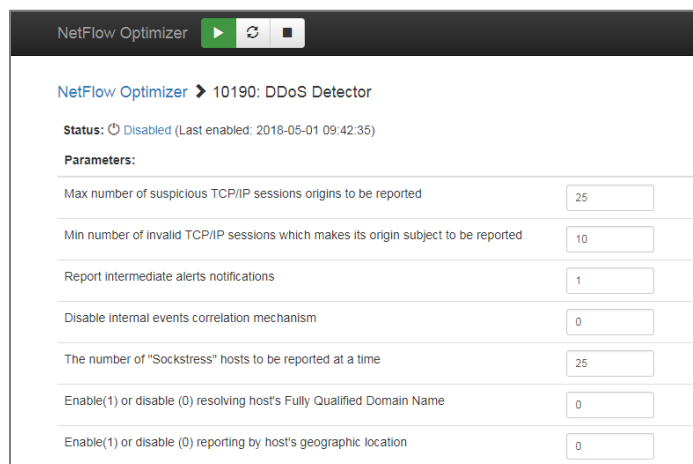 NetFlow Optimizer
NetFlow Optimizer > 10190: DDoS Detector
Status: Disabled (Last enabled: 2018-05-01 09:42:35)
Parameters:
Max number of suspicious TCP/IP sessions origins to be reported 25
Min number of invalid TCP/IP sessions which makes its origin subject to be reported 10
Report intermediate alerts notifications 1
Disable internal events correlation mechanism 0
The number of "Sockstress" hosts to be reported at a time 25
Enable(1) or disable (0) resolving host's Fully Qualified Domain Name 0
Enable(1) or disable (0) reporting by host's geographic location 0